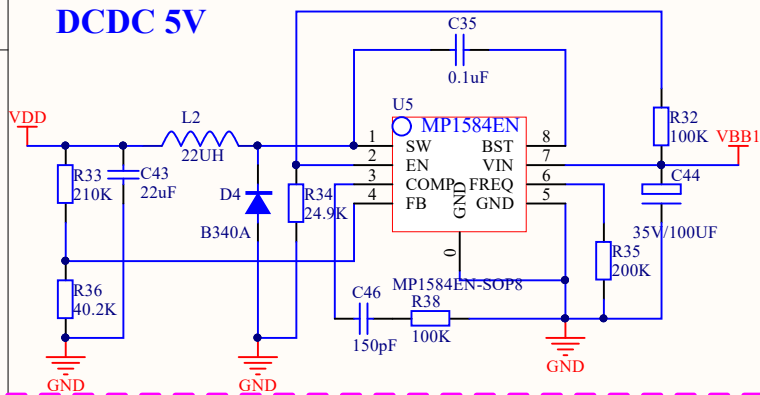 DCDC 5V
C35
0.1uF
U5
MP1584EN
VDD
L2
22UH
R32
100K
VBB1
1
SW
BST
8
2
EN
VIN
7
3
COMP
FREQ
6
4
FB
GND
GND
5
0
R33
210K
C43
22uF
D4
B340A
R34
24.9K
C44
35V/100UF
R35
200K
MP1584EN-SOP8
R36
40.2K
C46
150pF
R38
100K
GND
GND
GND